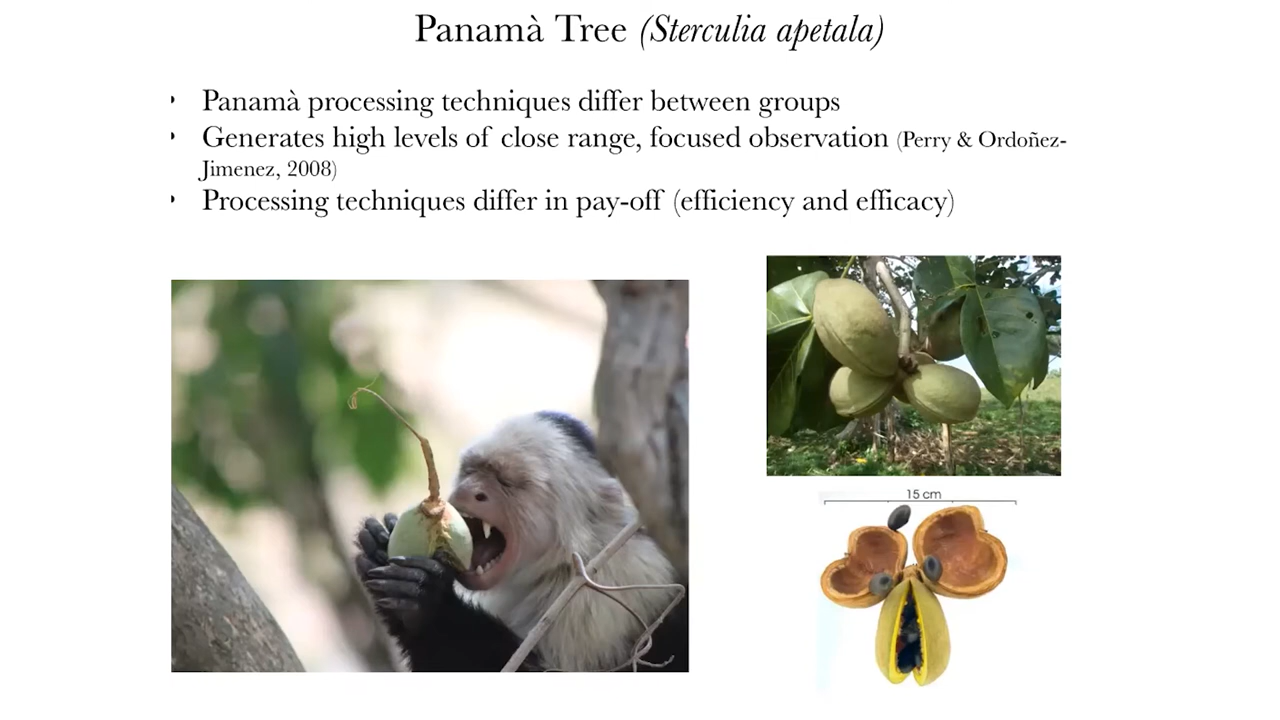 Panamà Tree (Sterculia apetala)
Panamà processing techniques differ between groups
Generates high levels of close range, focused observation (Perry & Ordoñez-
Jimenez, 2008)
Processing techniques differ in pay-off (efficiency and efficacy)
15 cm